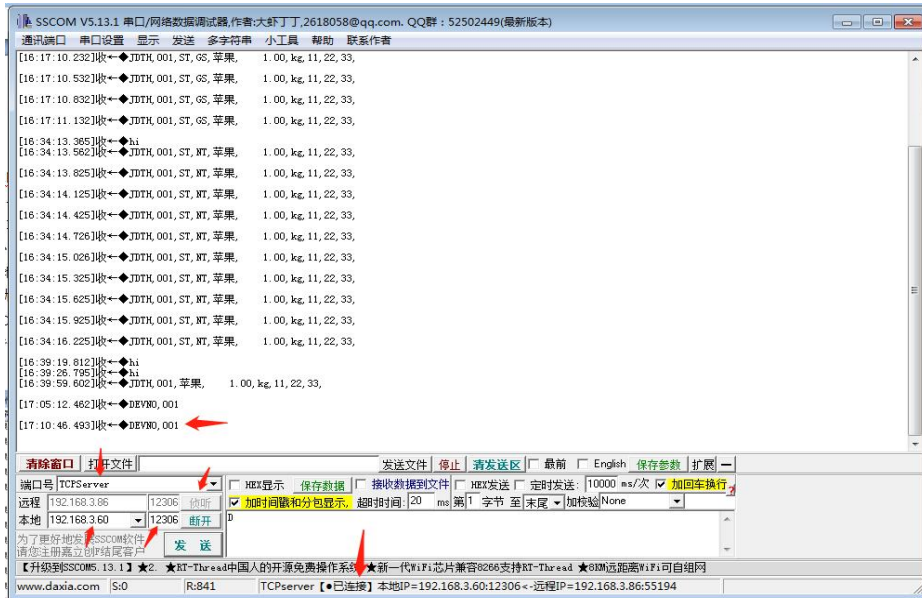 SSCOM V5.13.1 串口/网络数据调试器,作者:大虾丁丁,2618058@qq.com. QQ群：52502449(最新版本)
通讯端口 串口设置 显示 发送 多字符串 小工具 帮助 联系作者
[16:17:10.232]收←◆JDTH,001,ST,GS,苹果, 1.00,kg,11,22,33,
[16:17:10.532]收←◆JDTH,001,ST,GS,苹果, 1.00,kg,11,22,33,
[16:17:10.832]收←◆JDTH,001,ST,GS,苹果, 1.00,kg,11,22,33,
[16:17:11.132]收←◆JDTH,001,ST,GS,苹果, 1.00,kg,11,22,33,
[16:34:13.365]收←◆hi
[16:34:13.562]收←◆JDTH,001,ST,NT,苹果, 1.00,kg,11,22,33,
[16:34:13.825]收←◆JDTH,001,ST,NT,苹果, 1.00,kg,11,22,33,
[16:34:14.125]收←◆JDTH,001,ST,NT,苹果, 1.00,kg,11,22,33,
[16:34:14.425]收←◆JDTH,001,ST,NT,苹果, 1.00,kg,11,22,33,
[16:34:14.726]收←◆JDTH,001,ST,NT,苹果, 1.00,kg,11,22,33,
[16:34:15.026]收←◆JDTH,001,ST,NT,苹果, 1.00,kg,11,22,33,
[16:34:15.325]收←◆JDTH,001,ST,NT,苹果, 1.00,kg,11,22,33,
[16:34:15.625]收←◆JDTH,001,ST,NT,苹果, 1.00,kg,11,22,33,
[16:34:15.925]收←◆JDTH,001,ST,NT,苹果, 1.00,kg,11,22,33,
[16:34:16.225]收←◆JDTH,001,ST,NT,苹果, 1.00,kg,11,22,33,
[16:39:19.812]收←◆hi
[16:39:26.795]收←◆hi
[16:39:59.602]收←◆JDTH,001,苹果, 1.00,kg,11,22,33,
[17:05:12.462]收←◆DEVNO,001
[17:10:46.493]收←◆DEVNO,001
清除窗口 打开文件 发送文件 停止 清发送区 最前 English 保存参数 扩展 —
端口号 TCPServer HEX显示 保存数据 接收数据到文件 HEX发送 定时发送: 10000 ms/次 加回车换行
远程 192.168.3.86 12306 侦听 加时间戳和分包显示, 超时时间: 20 ms 第1 字节 至 末尾 加校验 None
本地 192.168.3.60 12306 断开 D
为了更好地发展SSCOM软件
请您注册嘉立创F结尾客户 发 送
【升级到SSCOM5.13.1】★2. ★RT-Thread中国人的开源免费操作系统 ★新一代WiFi芯片兼容8266支持RT-Thread ★8KM远距离WiFi可自组网
www.daxia.com S:0 R:841 TCPserver【●已连接】本地IP=192.168.3.60:12306<-远程IP=192.168.3.86:55194